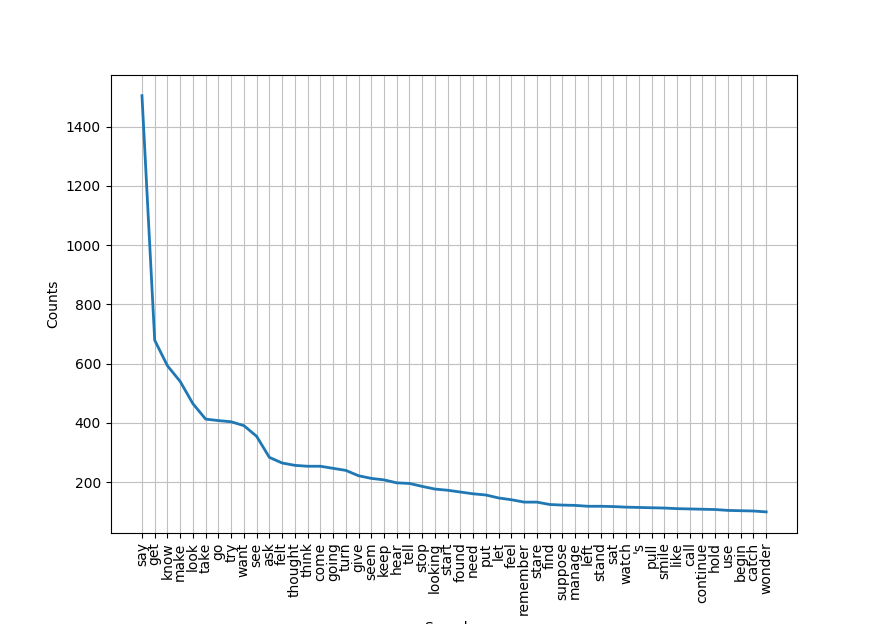 1400
1200
1000
800
600
400
200
Counts
say
get
know
make
look
take
go
try
want
see
ask
felt
thought
think
come
going
turn
give
seem
keep
hear
tell
stop
looking
start
found
need
put
let
feel
remember
stare
find
suppose
manage
left
stand
sat
watch
's
pull
smile
like
call
continue
hold
use
begin
catch
wonder